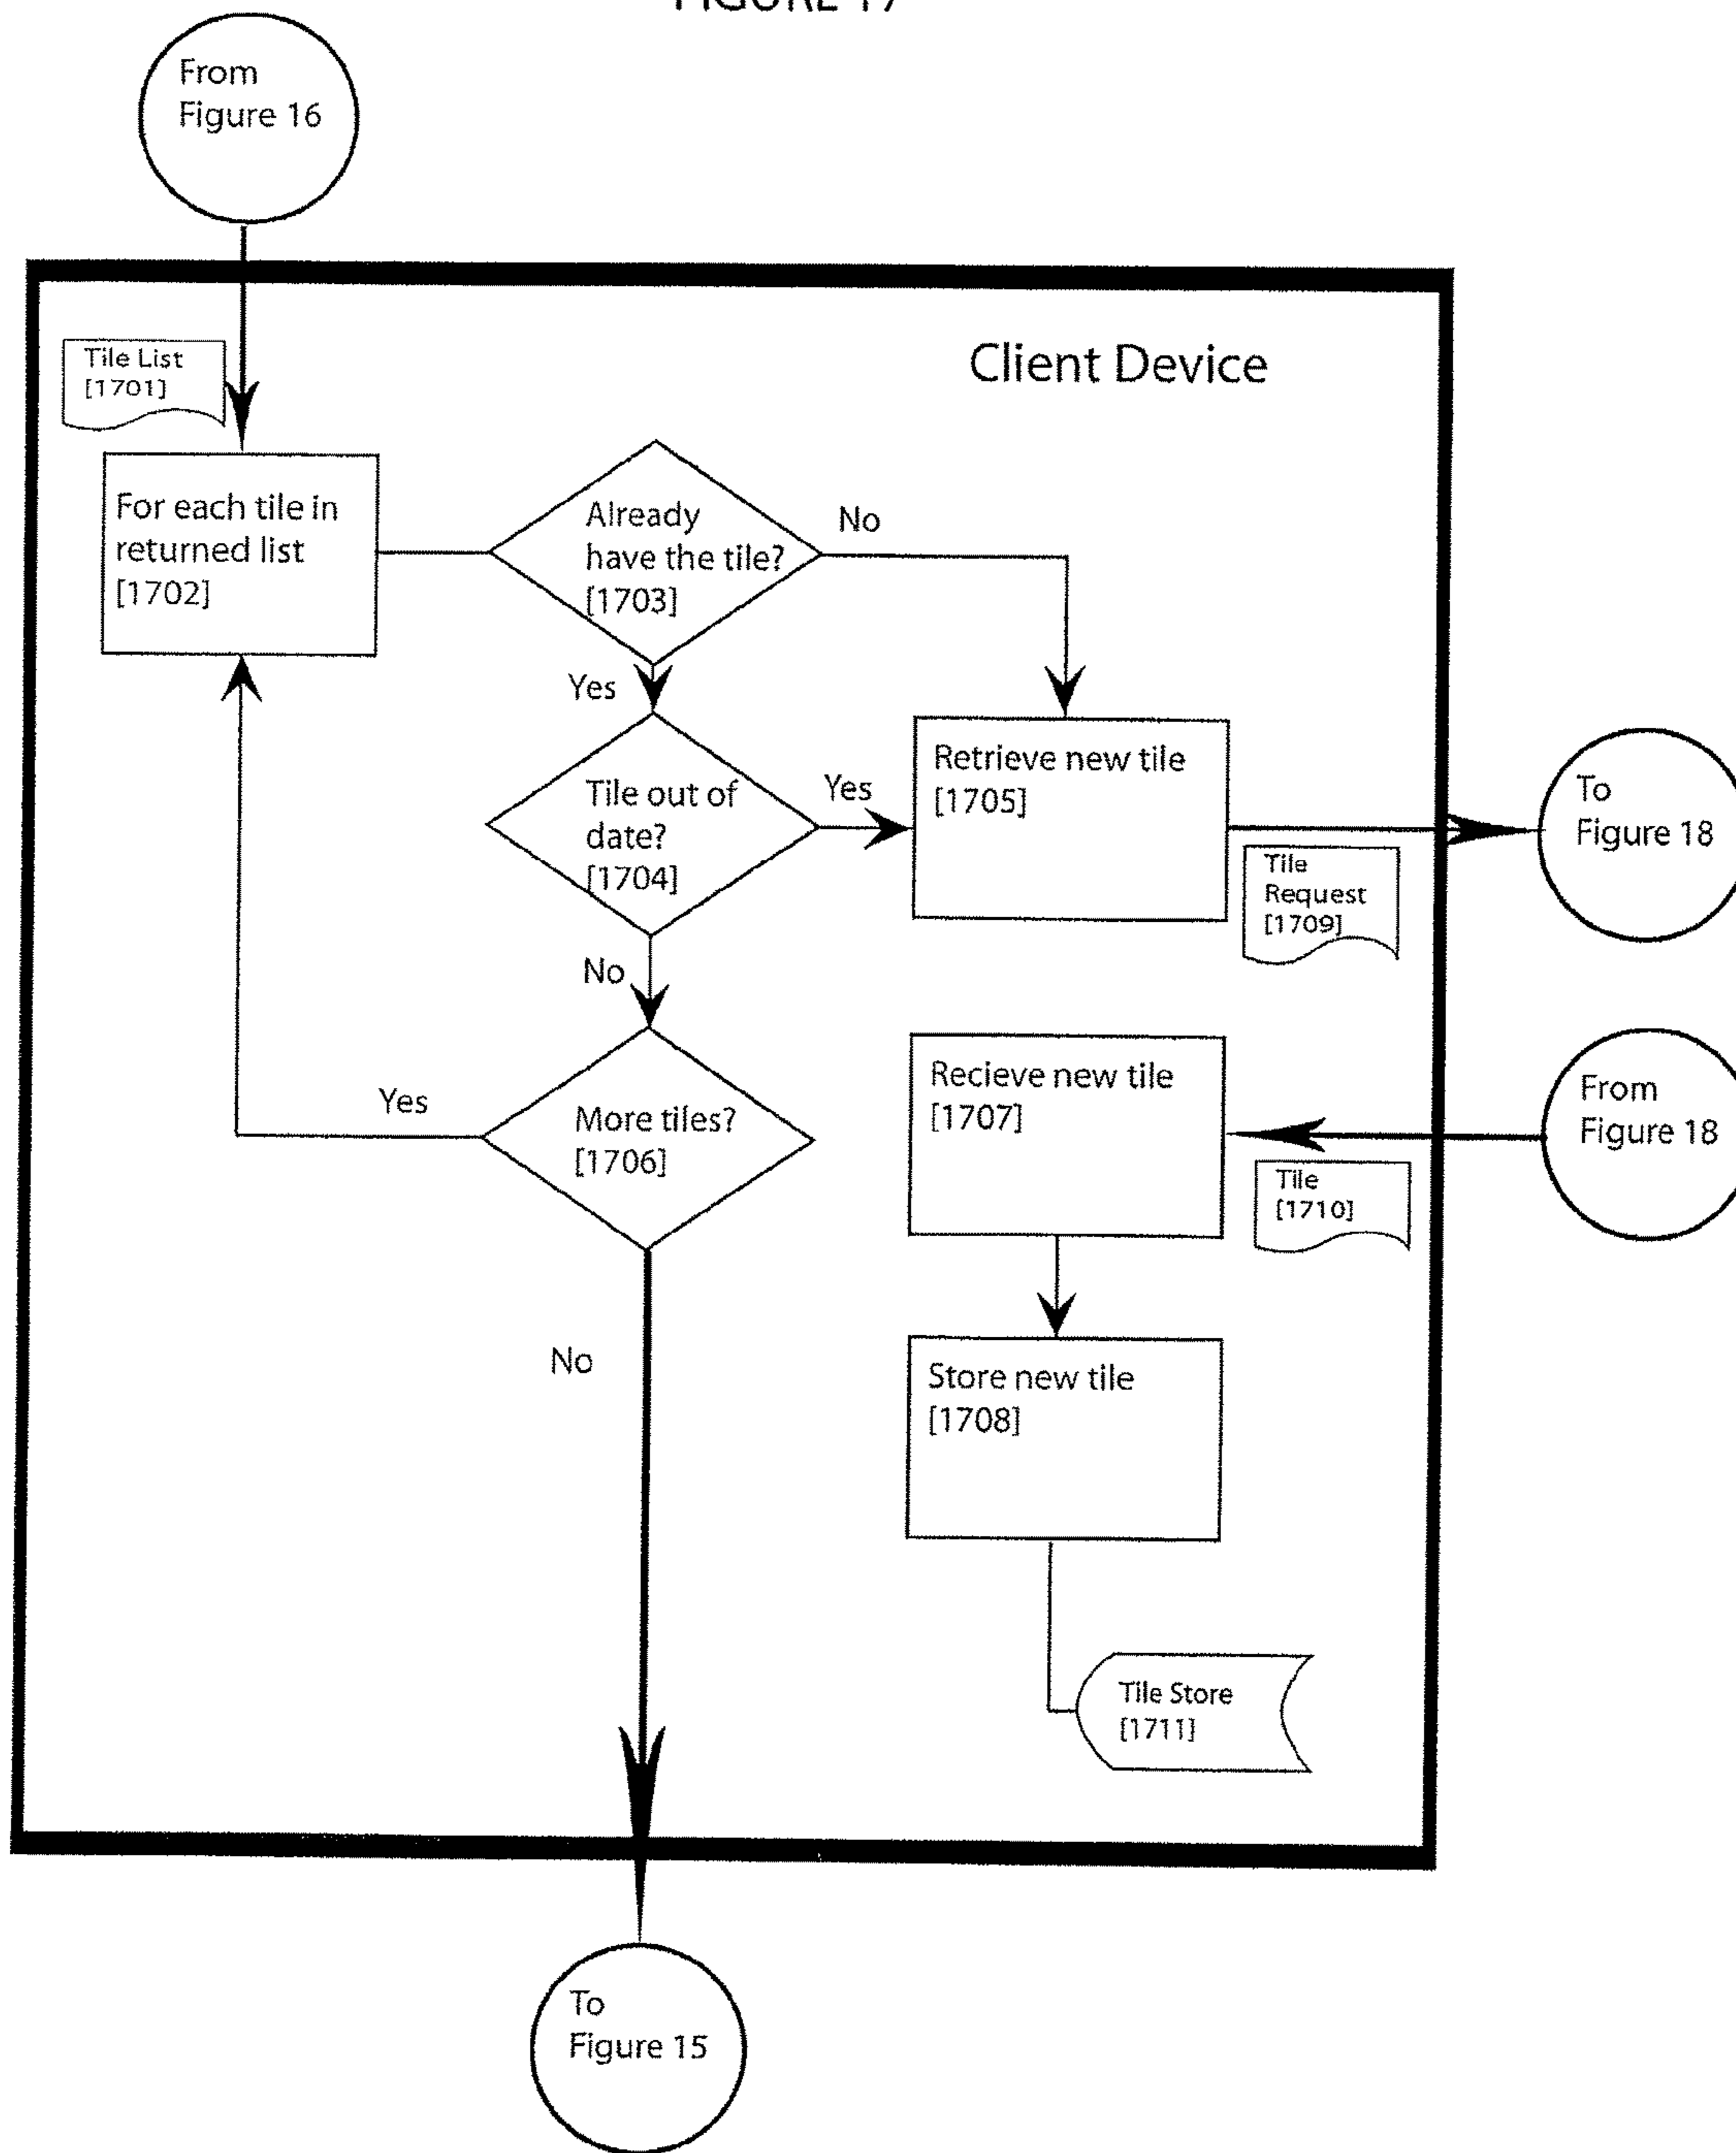 FIGURE 17
From
Figure 16
Client Device
Tile List
[1701]
For each tile in
returned list
[1702]
Already
have the tile?
[1703]
No
Yes
Tile out of
date?
[1704]
Yes
Retrieve new tile
[1705]
To
Figure 18
Tile
Request
[1709]
No
More tiles?
[1706]
Yes
Recieve new tile
[1707]
From
Figure 18
Tile
[1710]
No
Store new tile
[1708]
Tile Store
[1711]
To
Figure 15